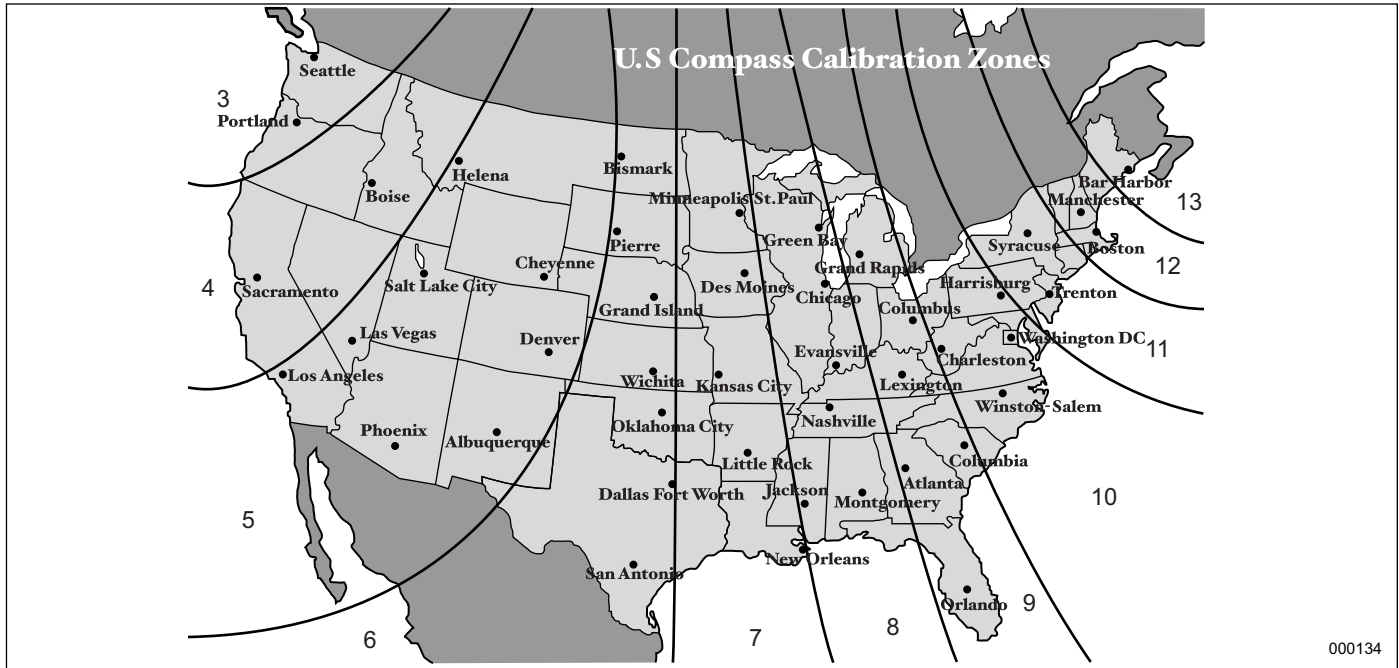 U.S Compass Calibration Zones
Seattle
3
Portland
Helena
Bismark
Boise
Minneapolis St.Paul
Bar Harbor
Manchester
13
Pierre
Green Bay
Syracuse
Boston
Cheyenne
Grand Rapids
12
4
Sacramento
Salt Lake City
Des Moines
Chicago
Harrisburg
Trenton
Grand Island
Columbus
Las Vegas
Denver
Washington DC
11
Evansville
Charleston
Los Angeles
Wichita
Kansas City
Lexington
Winston-Salem
Phoenix
Albuquerque
Oklahoma City
Nashville
Little Rock
Columbia
Dallas Fort Worth
Jackson
Atlanta
Montgomery
10
5
New Orleans
San Antonio
Orlando
9
6
7
8
000134